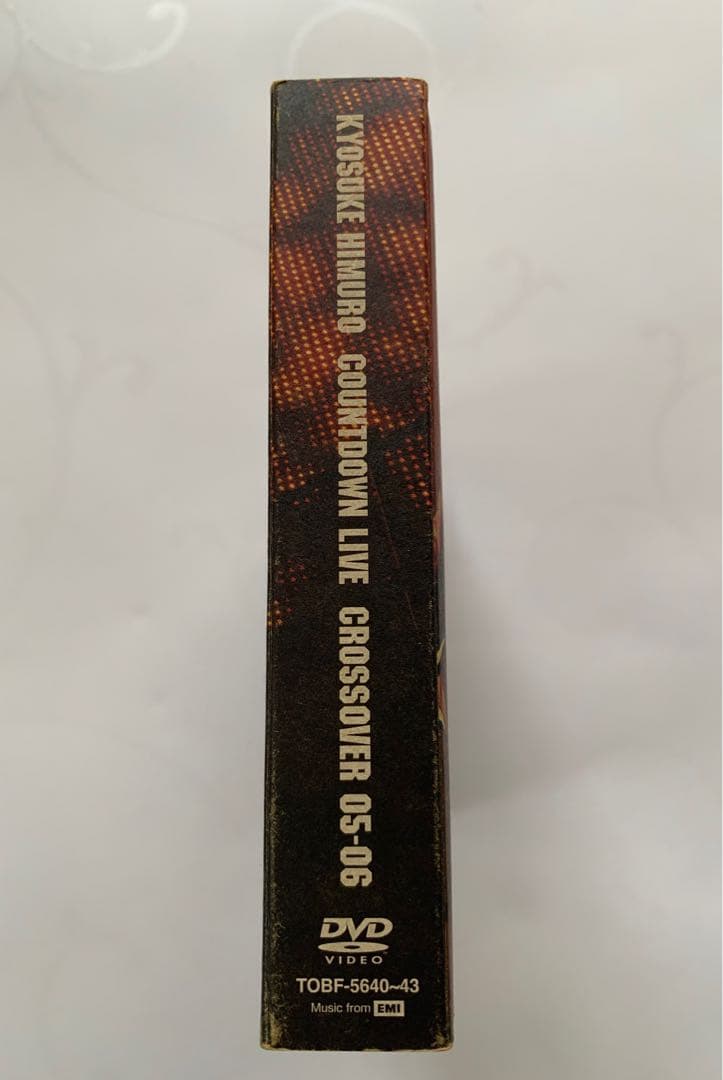 KYOSUKE HIMURO COUNTDOWN LIVE CROSSOVER 05-06
DVD
VIDEO
TOBF-5640~43
Music from EMI